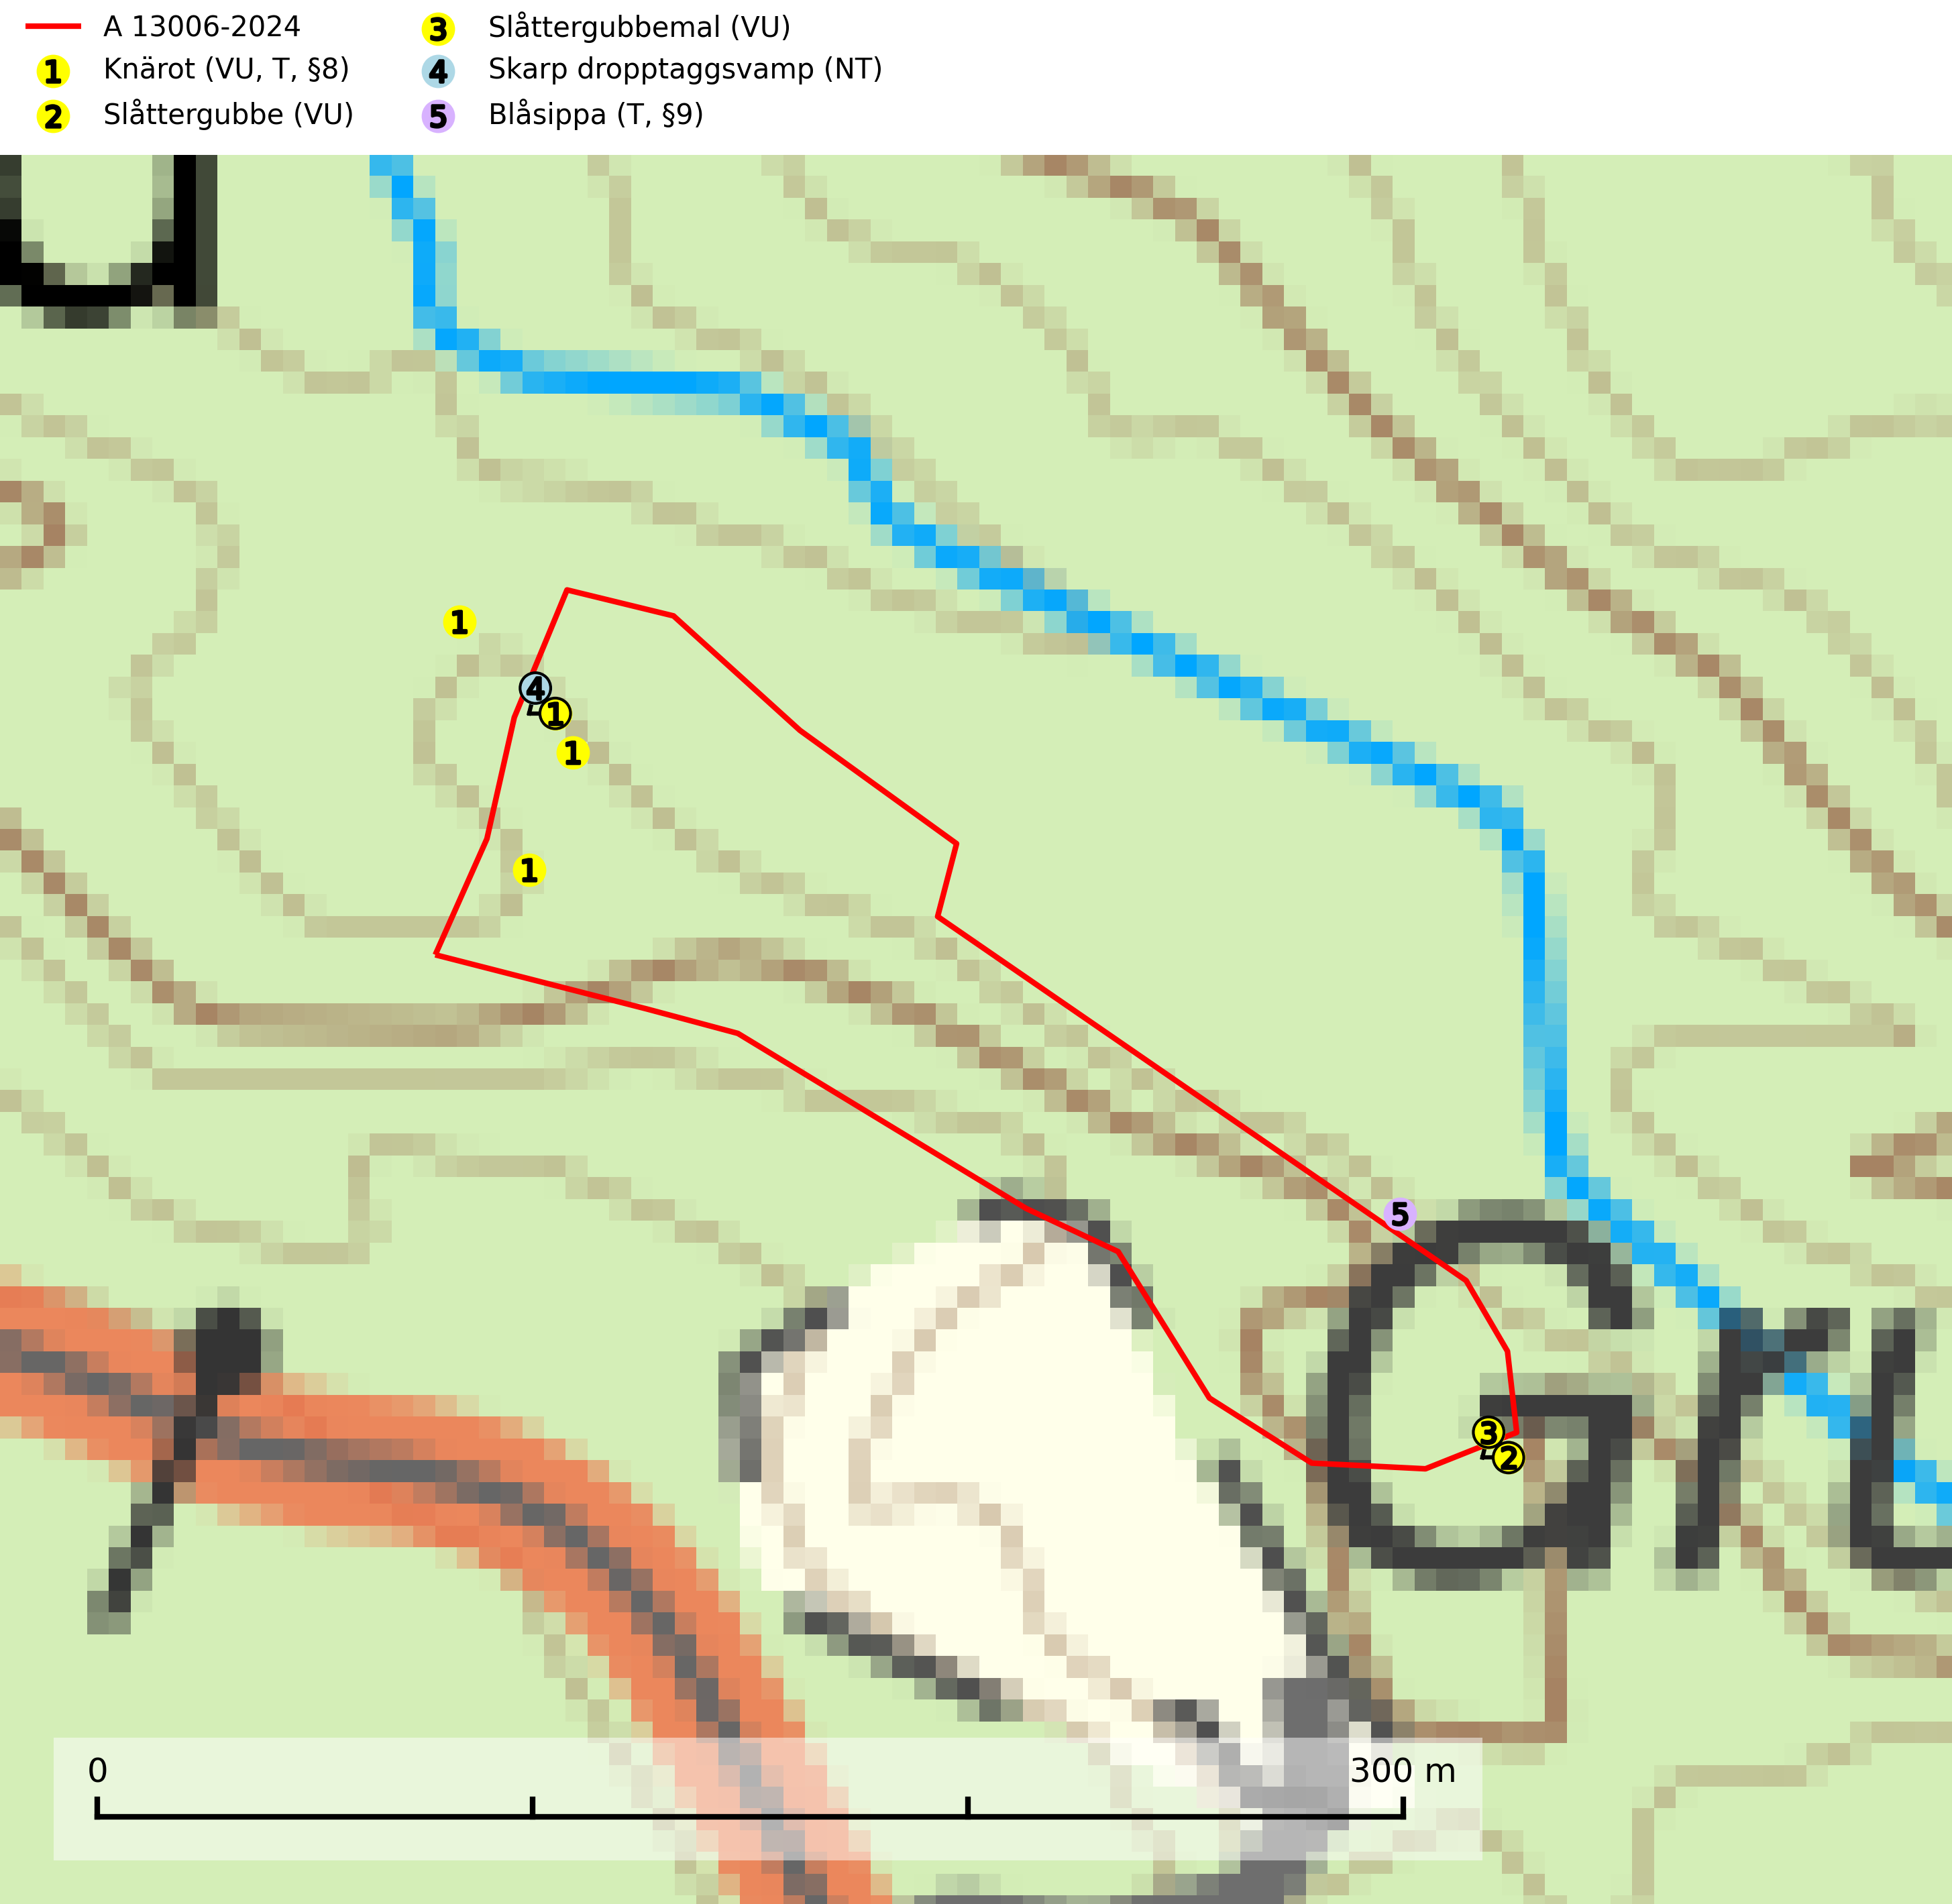 A 13006-2024
1 Knärot (VU, T, §8)
2 Slåttergubbe (VU)
3 Slåttergubbemal (VU)
4 Skarp dropptaggsvamp (NT)
5 Blåsippa (T, §9)
1
4
1
1
1
5
3
2
0 300 m